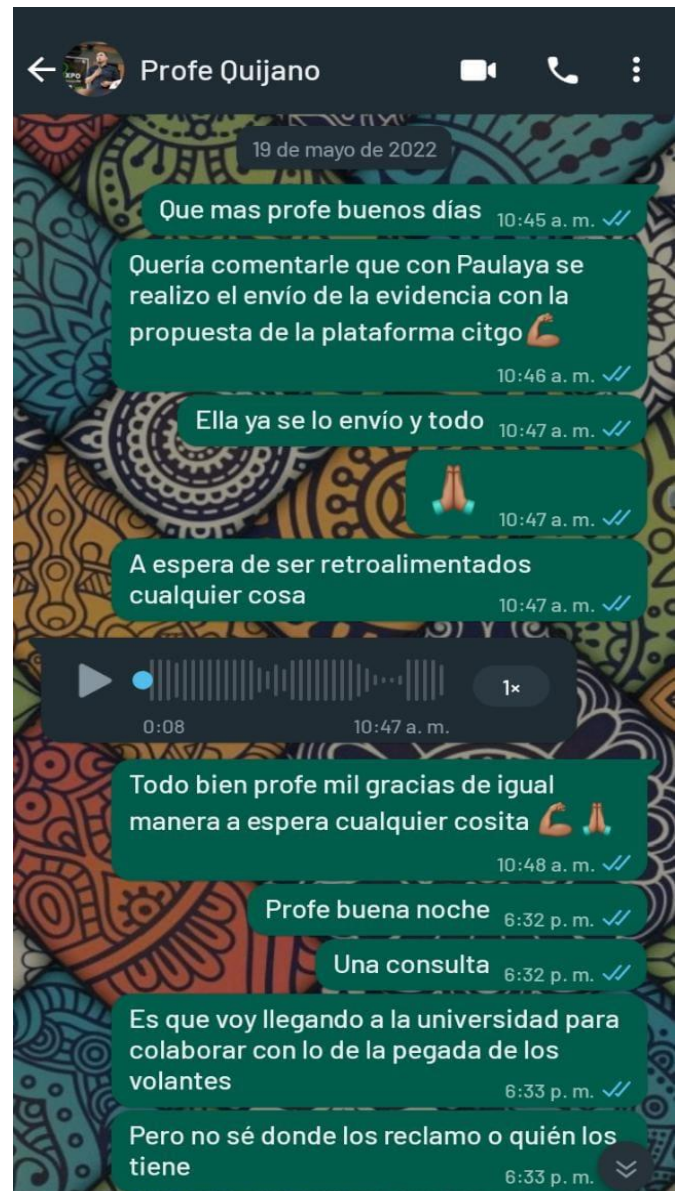 Profe Quijano
19 de mayo de 2022
Que mas profe buenos días 10:45 a. m.
Quería comentarle que con Paulaya se
realizo el envío de la evidencia con la
propuesta de la plataforma citgo💪🏽
10:46 a. m.
Ella ya se lo envío y todo 10:47 a. m.
🙏🏽
10:47 a. m.
A espera de ser retroalimentados
cualquier cosa
10:47 a. m.
1×
0:08 10:47 a. m.
Todo bien profe mil gracias de igual
manera a espera cualquier cosita 💪🏽 🙏🏽
10:48 a. m.
Profe buena noche 6:32 p. m.
Una consulta 6:32 p. m.
Es que voy llegando a la universidad para
colaborar con lo de la pegada de los
volantes
6:33 p. m.
Pero no sé donde los reclamo o quién los
tiene
6:33 p. m.